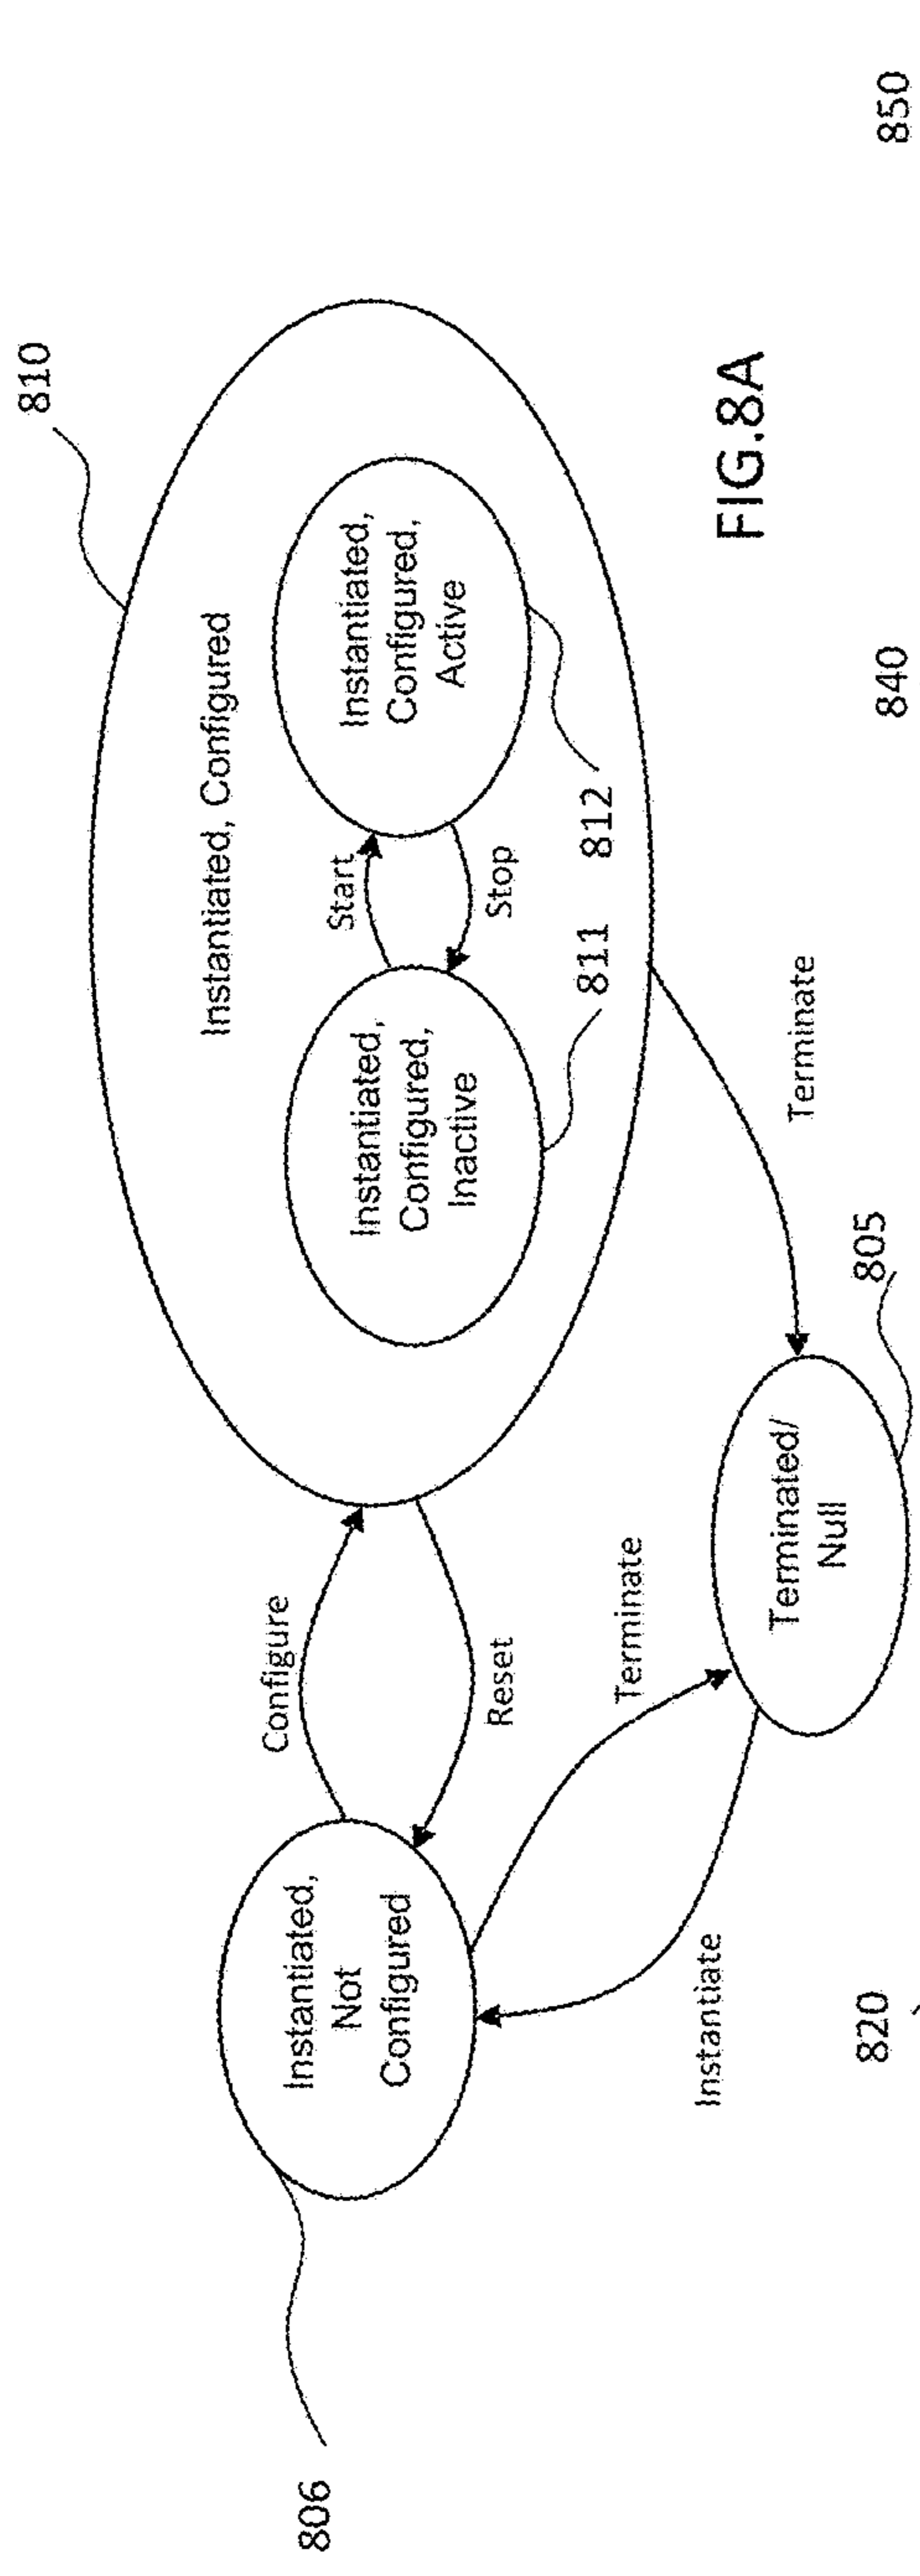 810
Instantiated, Configured
806
Instantiated,
Not
Configured
Configure
Reset
Instantiated,
Configured,
Inactive
Start
Stop
Instantiated,
Configured,
Active
811
812
Terminate
Instantiate
Terminated/
Null
Terminate
805
FIG.8A
820
840
850